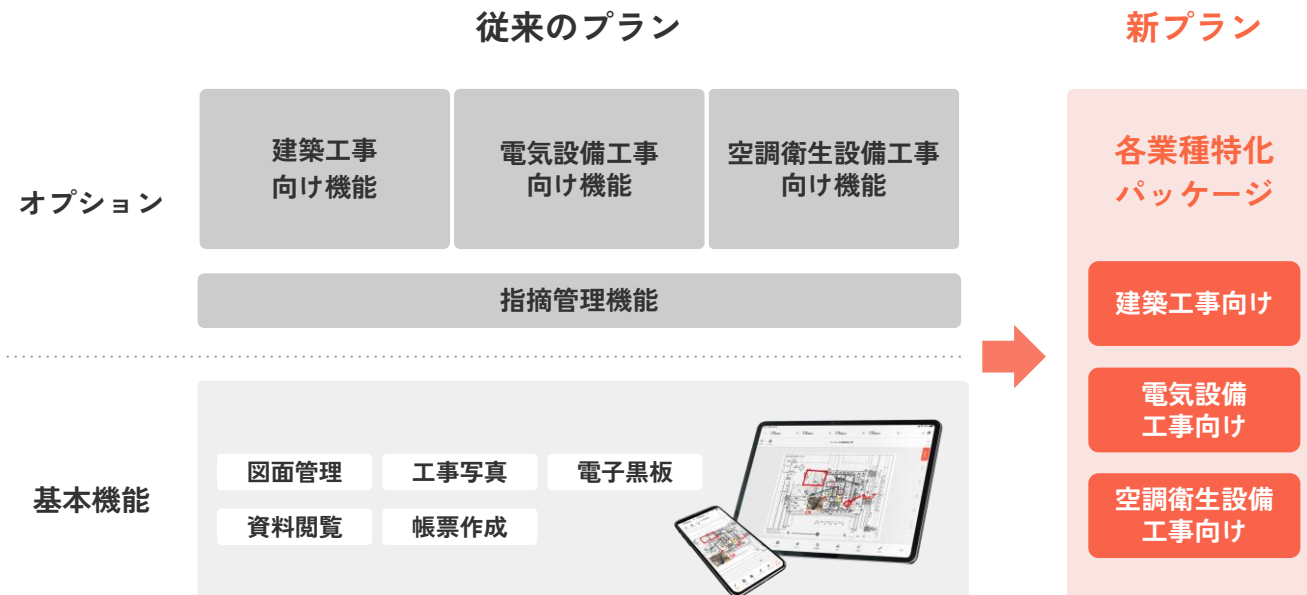 従来のプラン
新プラン
オプション
建築工事
向け機能
電気設備工事
向け機能
空調衛生設備工事
向け機能
指摘管理機能
基本機能
図面管理
工事写真
電子黒板
資料閲覧
帳票作成
各業種特化
パッケージ
建築工事向け
電気設備
工事向け
空調衛生設備
工事向け